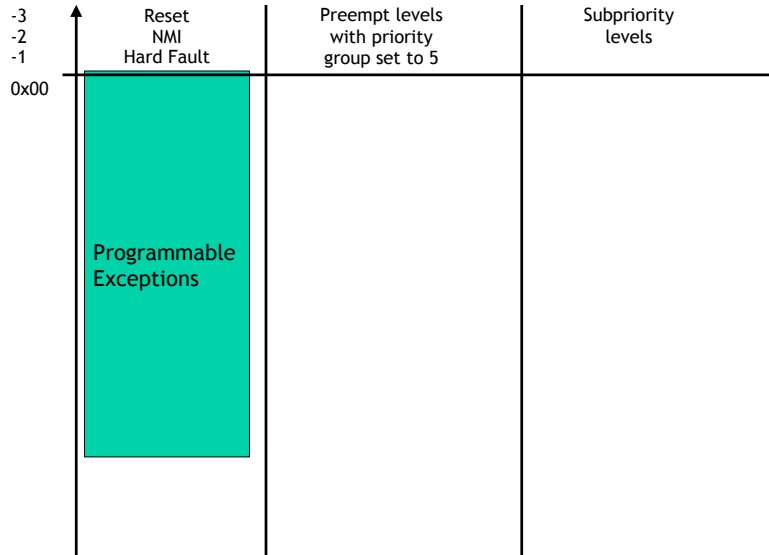 -3
-2
-1
0x00
Reset
NMI
Hard Fault
Preempt levels
with priority
group set to 5
Subpriority
levels
Programmable
Exceptions